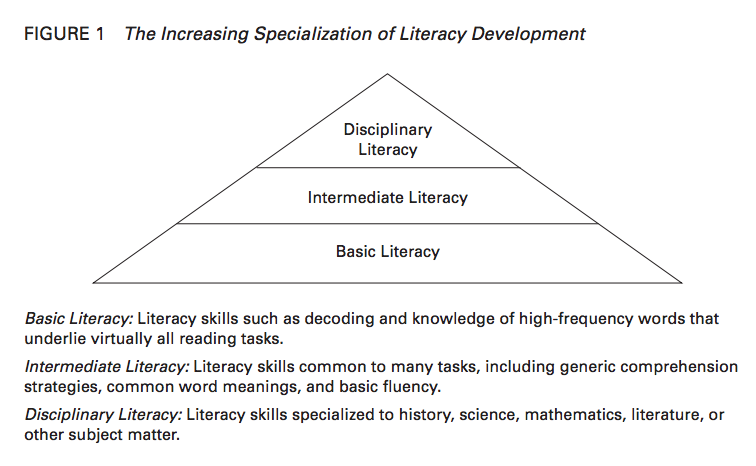 FIGURE 1 The Increasing Specialization of Literacy Development
Disciplinary
Literacy
Intermediate Literacy
Basic Literacy
Basic Literacy: Literacy skills such as decoding and knowledge of high-frequency words that
underlie virtually all reading tasks.
Intermediate Literacy: Literacy skills common to many tasks, including generic comprehension
strategies, common word meanings, and basic fluency.
Disciplinary Literacy: Literacy skills specialized to history, science, mathematics, literature, or
other subject matter.